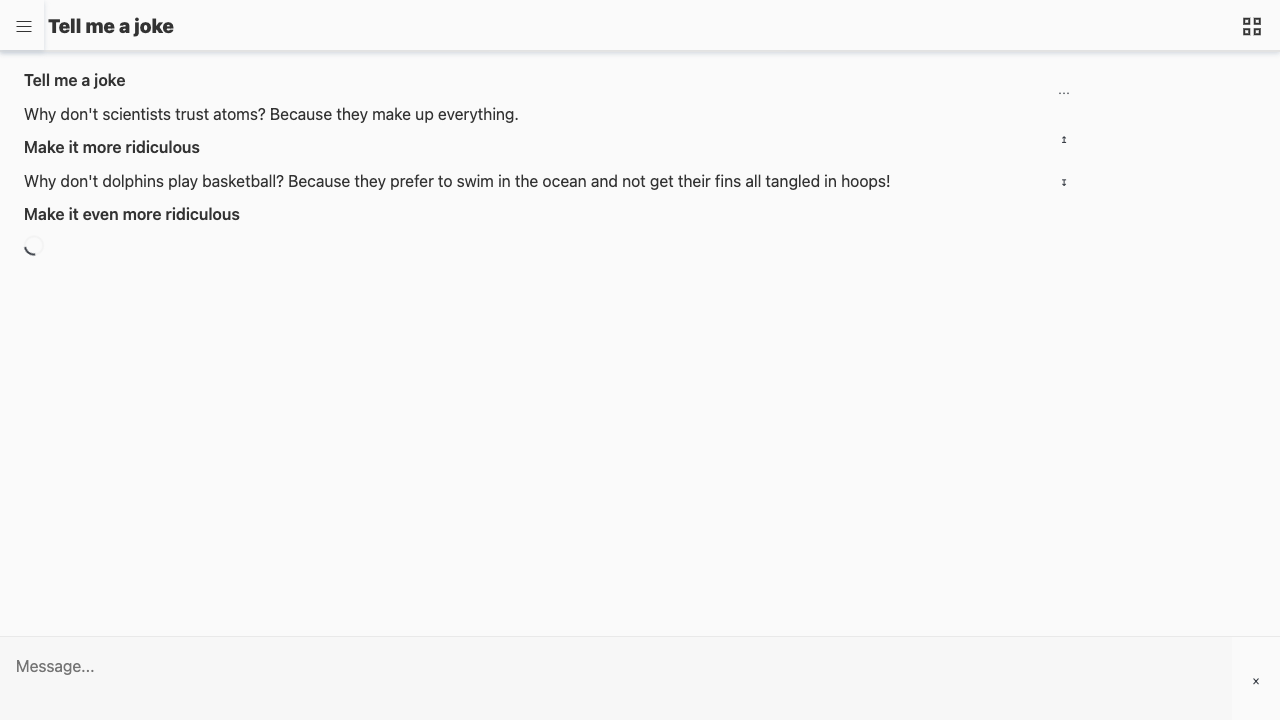 Tell me a joke
Tell me a joke
...
Why don't scientists trust atoms? Because they make up everything.
Make it more ridiculous
↥
Why don't dolphins play basketball? Because they prefer to swim in the ocean and not get their fins all tangled in hoops!
↧
Make it even more ridiculous
Message...
x